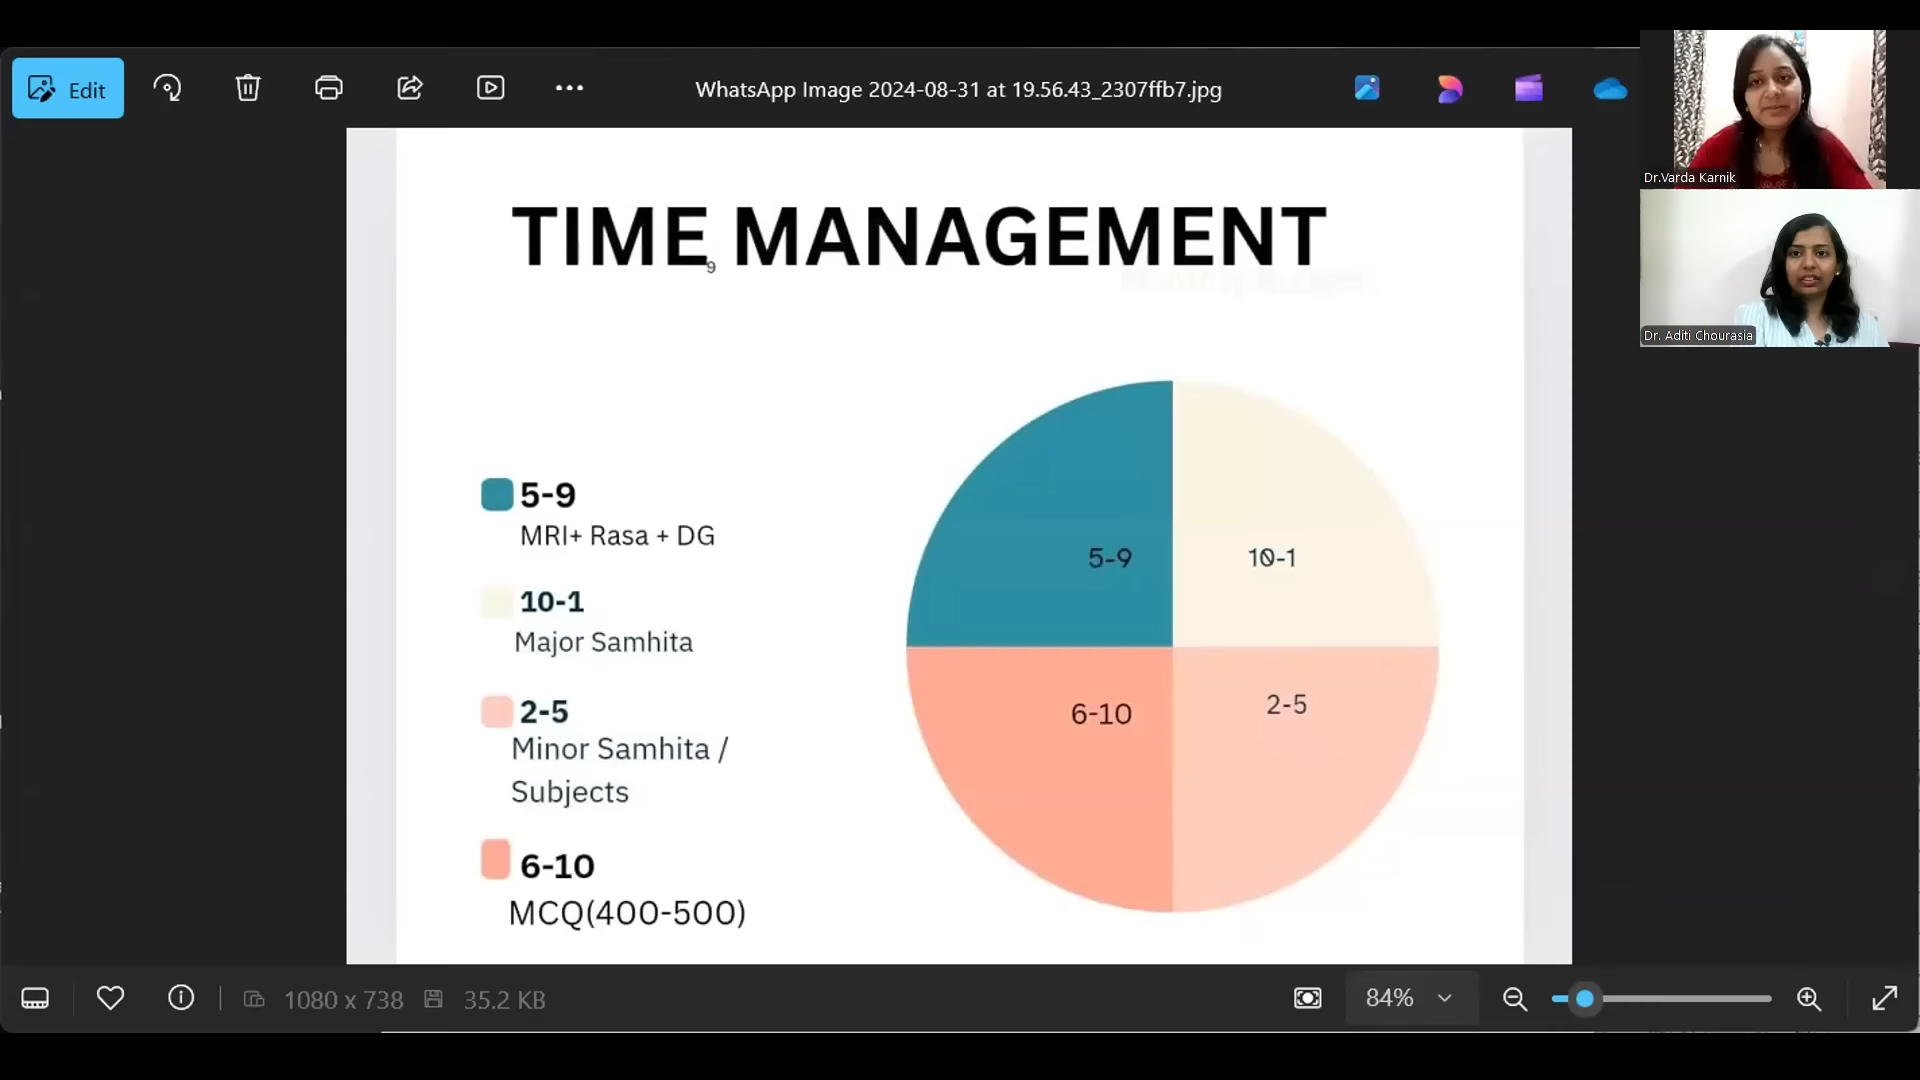 Edit
WhatsApp Image 2024-08-31 at 19.56.43_2307ffb7.jpg
Dr.Varda Karnik
Dr. Aditi Chourasia
TIME MANAGEMENT
9
5-9
MRI+ Rasa + DG
10-1
Major Samhita
2-5
Minor Samhita /
Subjects
6-10
MCQ(400-500)
5-9
10-1
6-10
2-5
1080 x 738
35.2 KB
84%